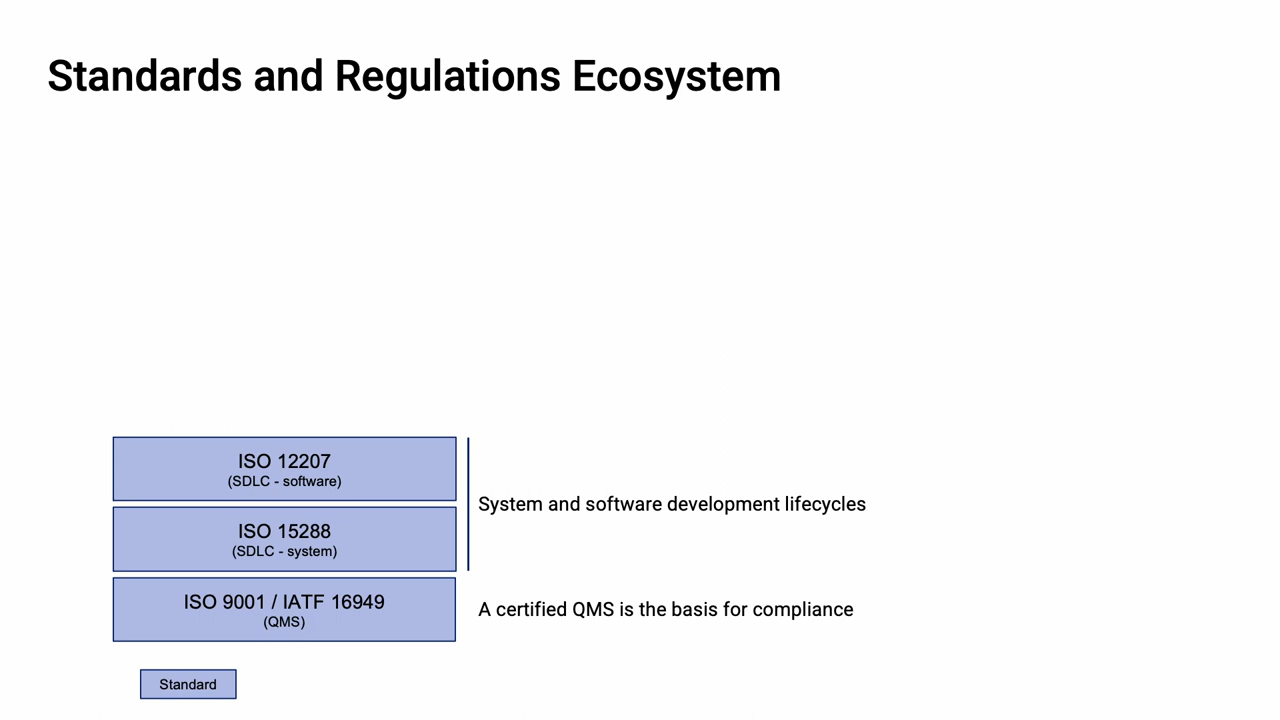 Standards and Regulations Ecosystem
ISO 12207
(SDLC - software)
System and software development lifecycles
ISO 15288
(SDLC - system)
ISO 9001 / IATF 16949
(QMS)
A certified QMS is the basis for compliance
Standard